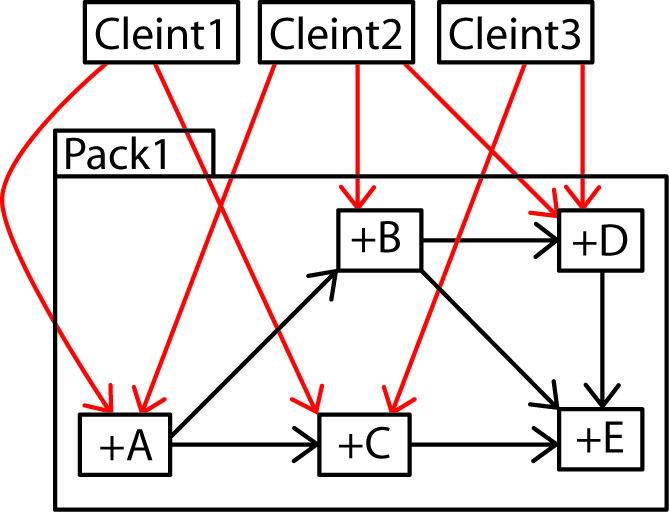 Cleint1
Cleint2
Cleint3
Pack1
+B
+D
+A
+C
+E